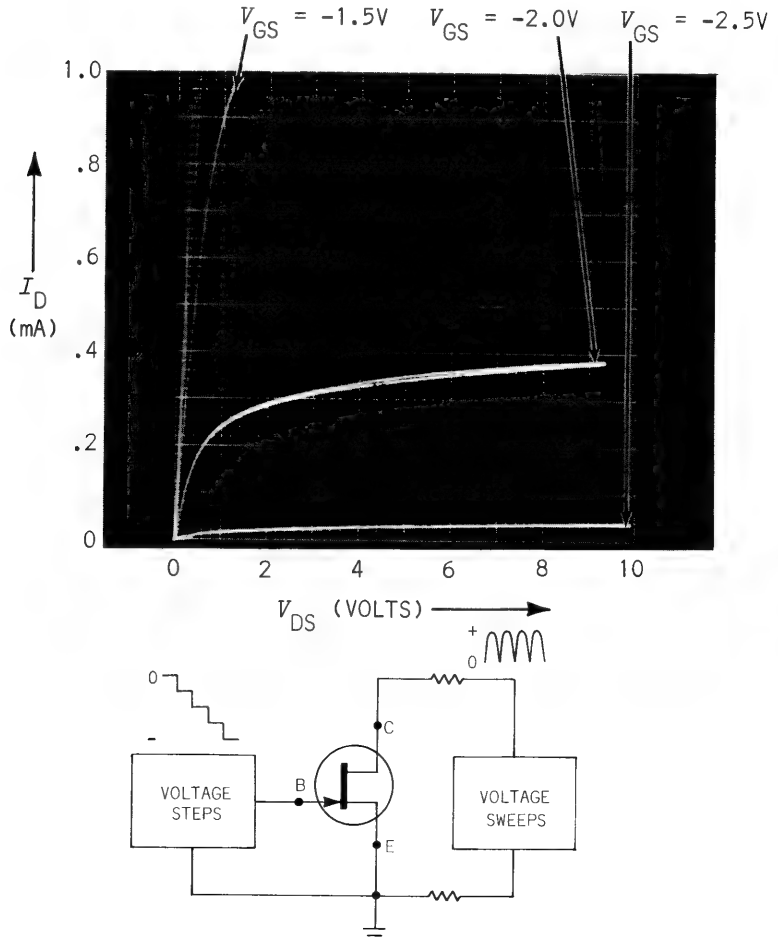 V_GS = -1.5V V_GS = -2.0V V_GS = -2.5V
1.0
.8
.6
I_D
(mA)
.4
.2
0
0 2 4 6 8 10
V_DS (VOLTS)
+
0
0
-
C
VOLTAGE
STEPS
B
VOLTAGE
SWEEPS
E